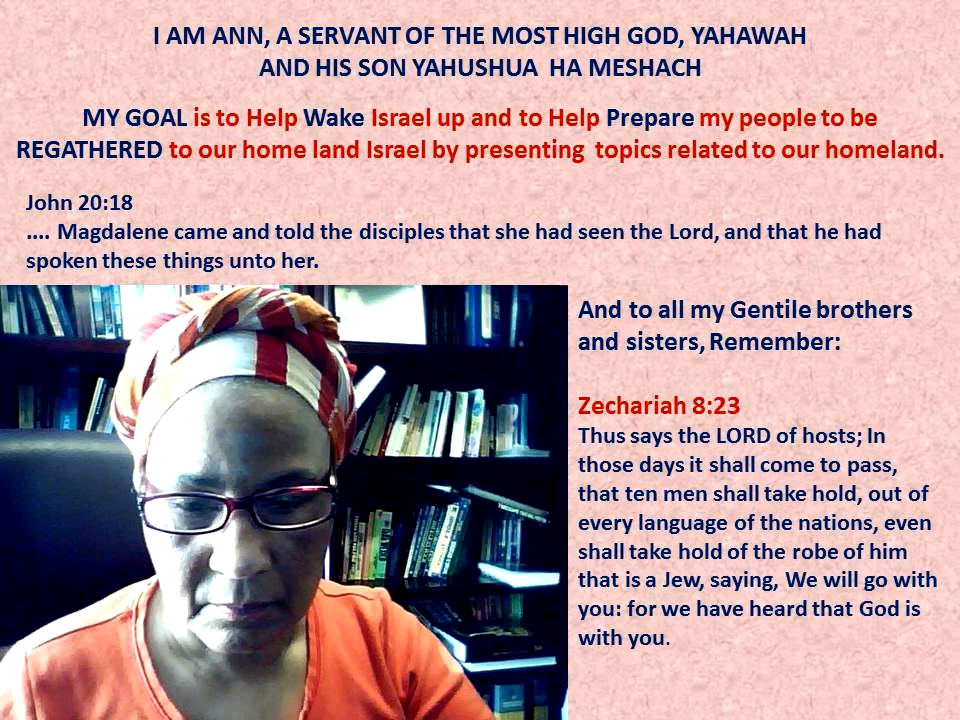 I AM ANN, A SERVANT OF THE MOST HIGH GOD, YAHAWAH
AND HIS SON YAHUSHUA HA MESHACH
MY GOAL is to Help Wake Israel up and to Help Prepare my people to be
REGATHERED to our home land Israel by presenting topics related to our homeland.
John 20:18
.... Magdalene came and told the disciples that she had seen the Lord, and that he had
spoken these things unto her.
And to all my Gentile brothers
and sisters, Remember:
Zechariah 8:23
Thus says the LORD of hosts; In
those days it shall come to pass,
that ten men shall take hold, out of
every language of the nations, even
shall take hold of the robe of him
that is a Jew, saying, We will go with
you: for we have heard that God is
with you.